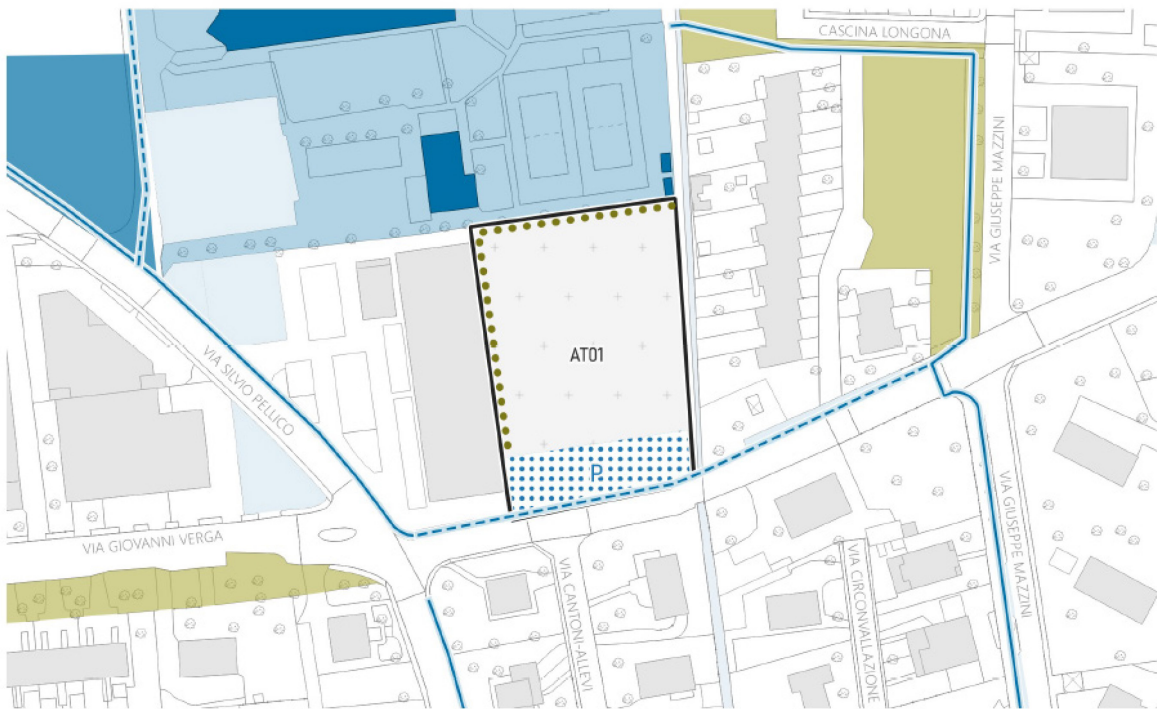 CASCINA LONGONA
VIA GIUSEPPE MAZZINI
AT01
VIA SILVIO PELLICO
P
VIA GIOVANNI VERGA
VIA CANTONI-ALLEVI
VIA CIRCONVALLAZIONE
VIA GIUSEPPE MAZZINI